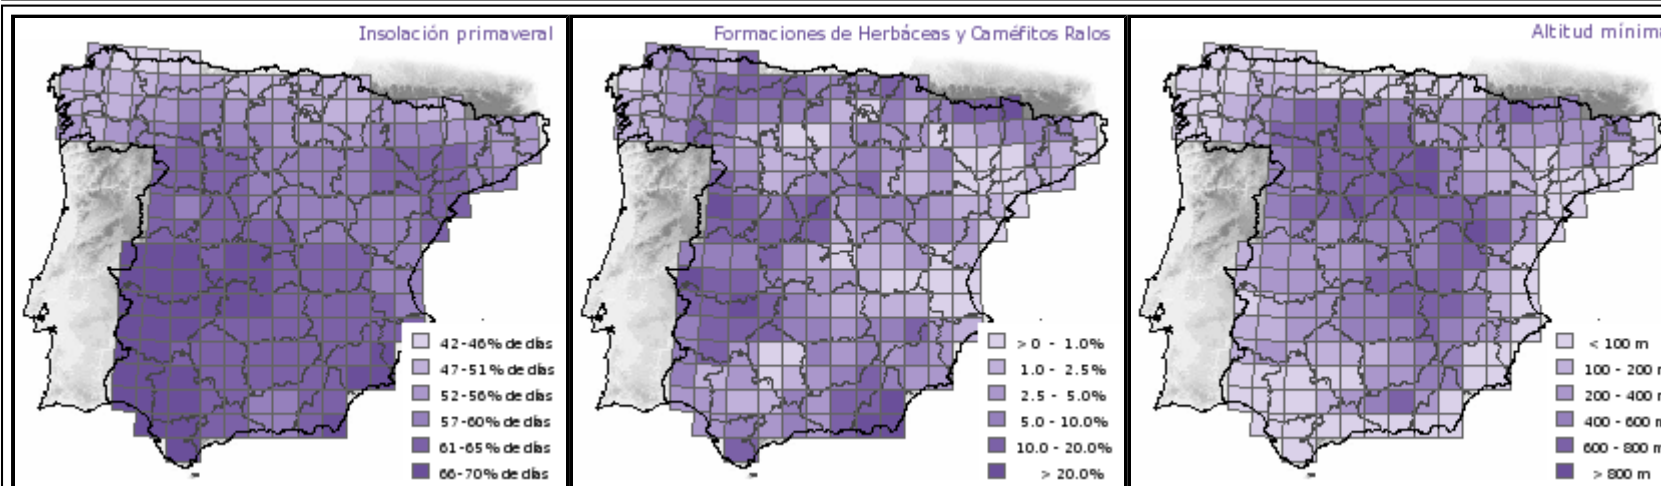 Insolación primaveral
42-46% de días
47-51% de días
52-56% de días
57-60% de días
61-65% de días
66-70% de días
Formaciones de Herbáceas y Caméfitos Ralos
> 0 - 1.0%
1.0 - 2.5%
2.5 - 5.0%
5.0 - 10.0%
10.0 - 20.0%
> 20.0%
Altitud mínima
< 100 m
100 - 200 m
200 - 400 m
400 - 600 m
600 - 800 m
> 800 m